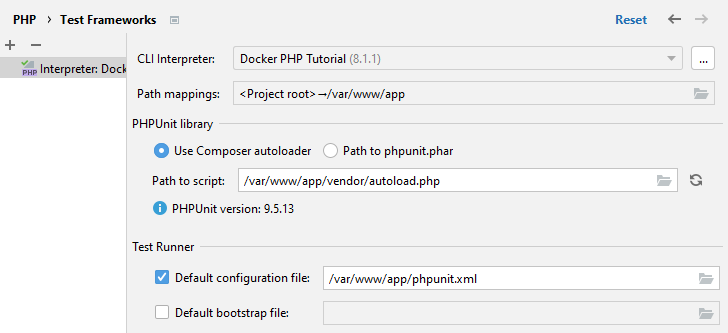 PHP › Test Frameworks Reset
PHP Interpreter: Dock
CLI Interpreter: Docker PHP Tutorial (8.1.1) ...
Path mappings: <Project root>→/var/www/app
PHPUnit library
Use Composer autoloader Path to phpunit.phar
Path to script: /var/www/app/vendor/autoload.php
PHPUnit version: 9.5.13
Test Runner
Default configuration file: /var/www/app/phpunit.xml
Default bootstrap file: